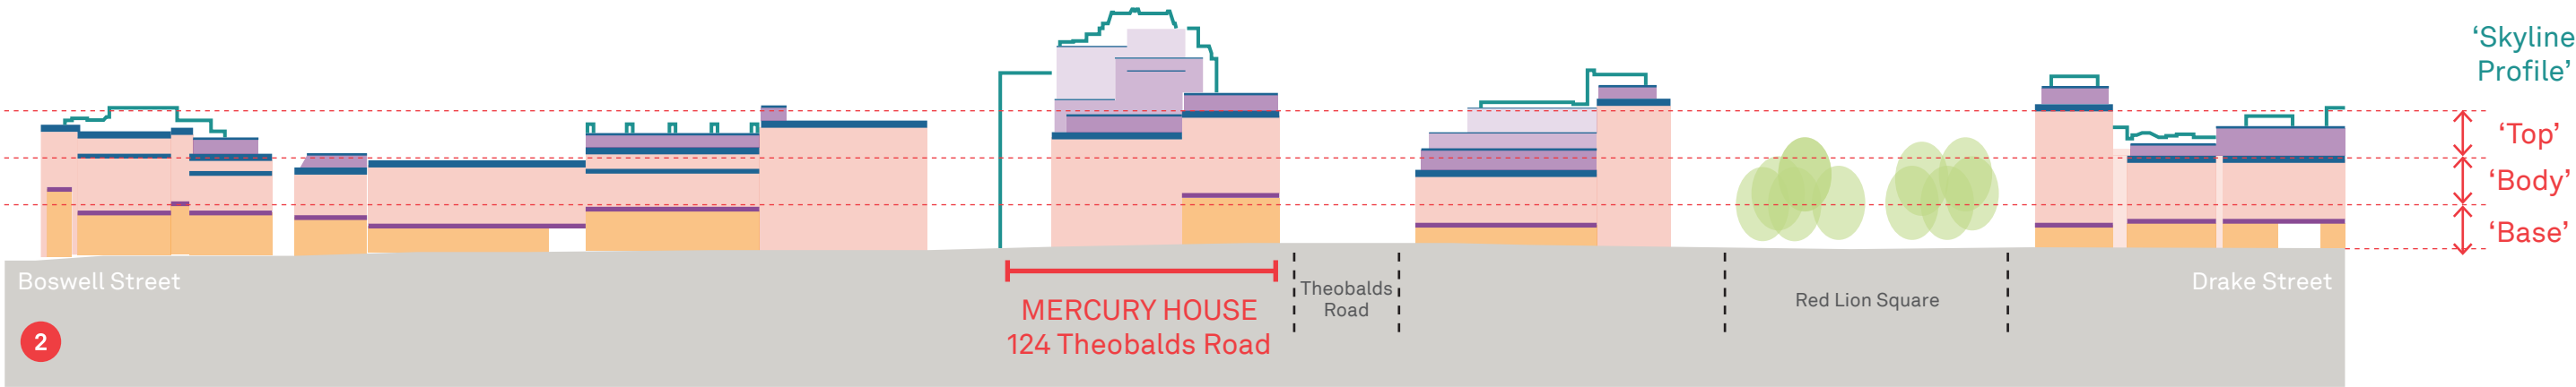 ‘Skyline
Profile’
‘Top’
‘Body’
‘Base’
Boswell Street
MERCURY HOUSE
124 Theobalds Road
Theobalds
Road
Red Lion Square
Drake Street
2